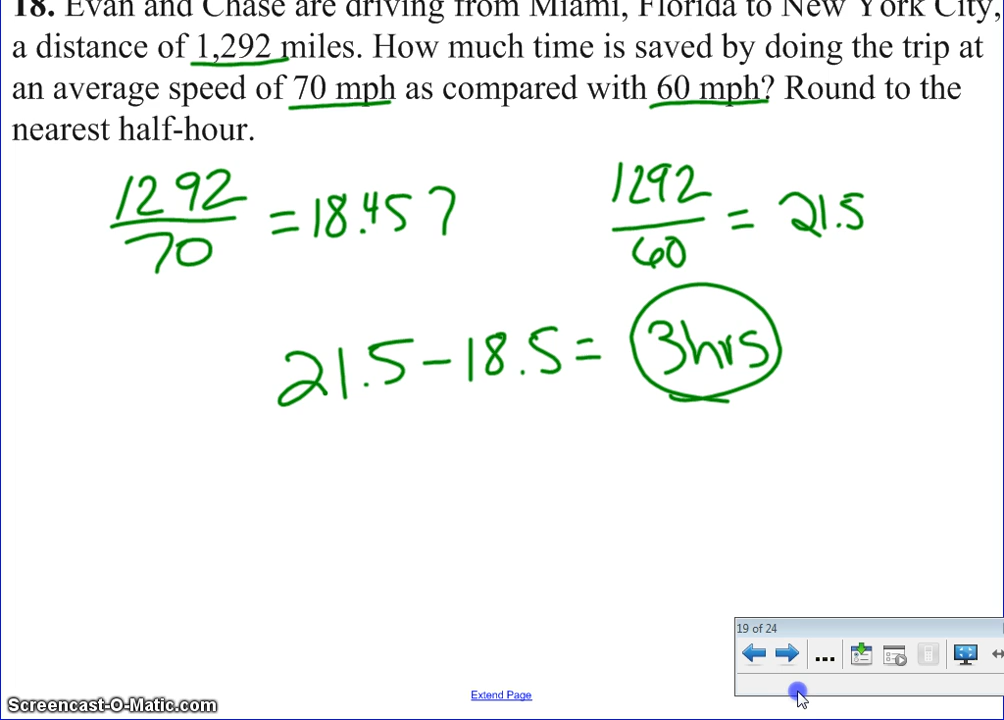 18. Evan and Chase are driving from Miami, Florida to New York City,
a distance of 1,292 miles. How much time is saved by doing the trip at
an average speed of 70 mph as compared with 60 mph? Round to the
nearest half-hour.
1292/70 = 18.457
1292/60 = 21.5
21.5 - 18.5 = 3hrs
19 of 24
...
Extend Page
Screencast-O-Matic.com